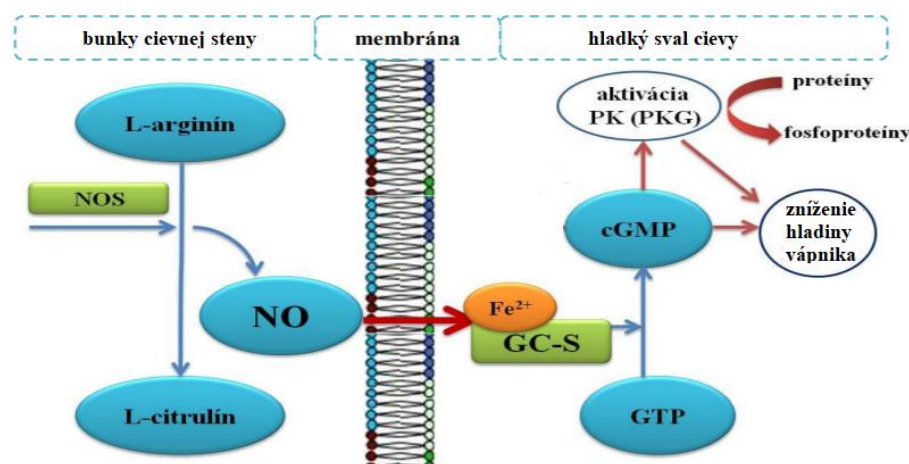 bunky cievnej steny
membrána
hladký sval cievy
L-arginín
NOS
NO
L-citrulín
Fe²⁺
GC-S
GTP
cGMP
aktivácia
PK (PKG)
proteíny
fosfoproteíny
zníženie
hladiny
vápnika